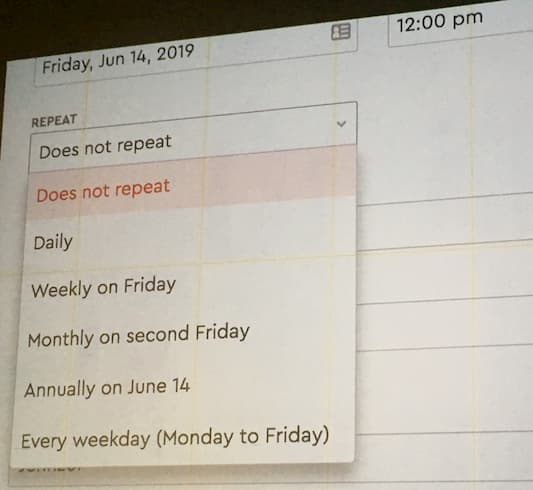 Friday, Jun 14, 2019
12:00 pm
REPEAT
Does not repeat
Does not repeat
Daily
Weekly on Friday
Monthly on second Friday
Annually on June 14
Every weekday (Monday to Friday)